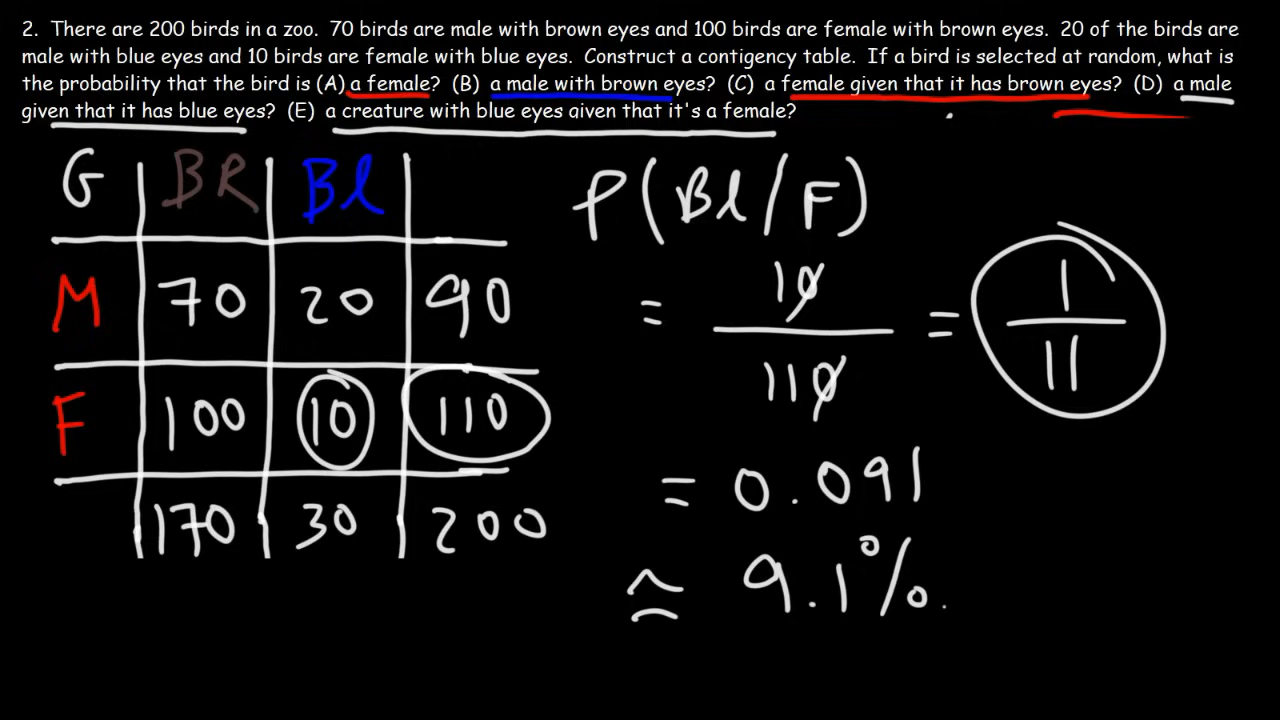 2. There are 200 birds in a zoo. 70 birds are male with brown eyes and 100 birds are female with brown eyes. 20 of the birds are
male with blue eyes and 10 birds are female with blue eyes. Construct a contigency table. If a bird is selected at random, what is
the probability that the bird is (A) a female? (B) a male with brown eyes? (C) a female given that it has brown eyes? (D) a male
given that it has blue eyes? (E) a creature with blue eyes given that it's a female?
G BR Bl
M 70 20 90
F 100 10 110
170 30 200
P(Bl/F)
= 10/110 = 1/11
= 0.091
≈ 9.1%.